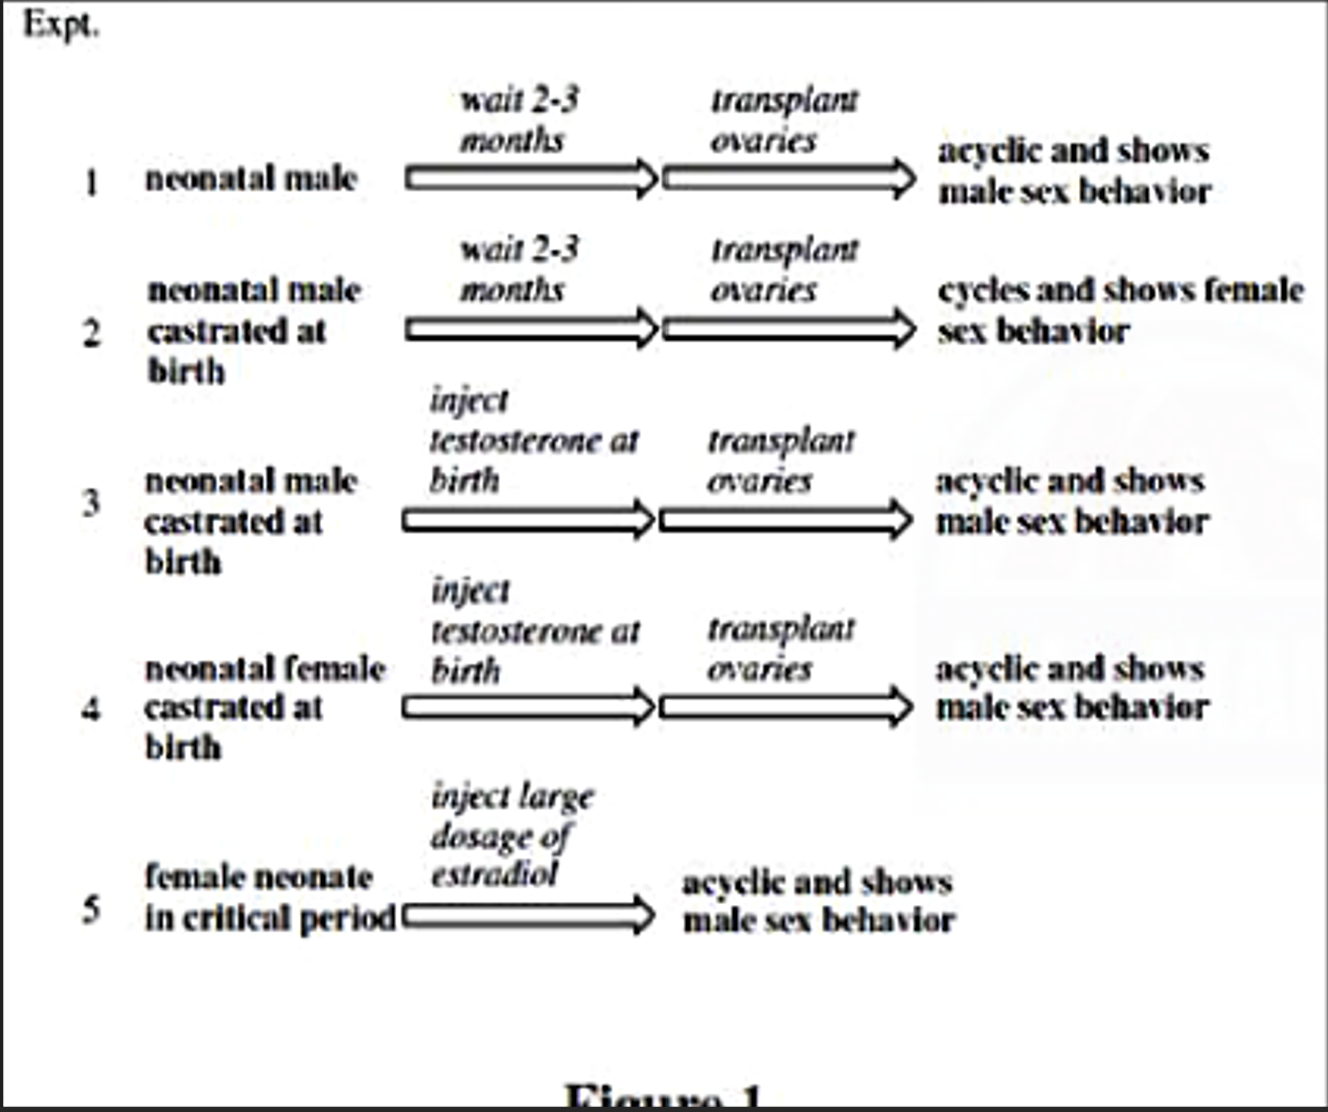 Expt.
wait 2-3 transplant
months ovaries
acyclic and shows
1 neonatal male male sex behavior
wait 2-3 transplant
months ovaries
neonatal male cycles and shows female
2 castrated at sex behavior
birth
inject
testosterone at transplant
birth ovaries
3 neonatal male acyclic and shows
castrated at male sex behavior
birth
inject
testosterone at transplant
birth ovaries
neonatal female acyclic and shows
4 castrated at male sex behavior
birth
inject large
dosage of
estradiol
female neonate acyclic and shows
5 in critical period male sex behavior
Figure 1